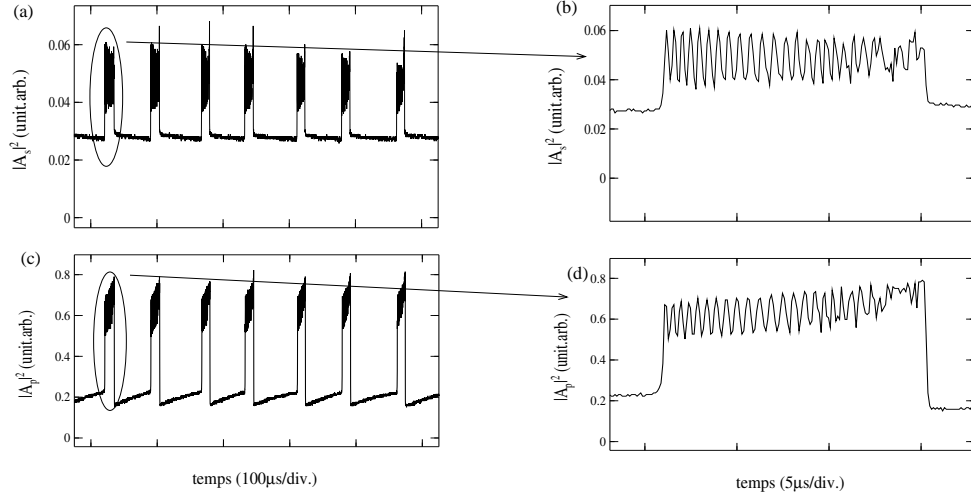 (a)
0.06
0.04
0.02
0
|A_s|^2 (unit.arb.)
(b)
0.06
0.04
0.02
0
|A_s|^2 (unit.arb.)
(c)
0.8
0.6
0.4
0.2
0
|A_p|^2 (unit.arb.)
temps (100μs/div.)
(d)
0.8
0.6
0.4
0.2
0
|A_p|^2 (unit.arb.)
temps (5μs/div.)